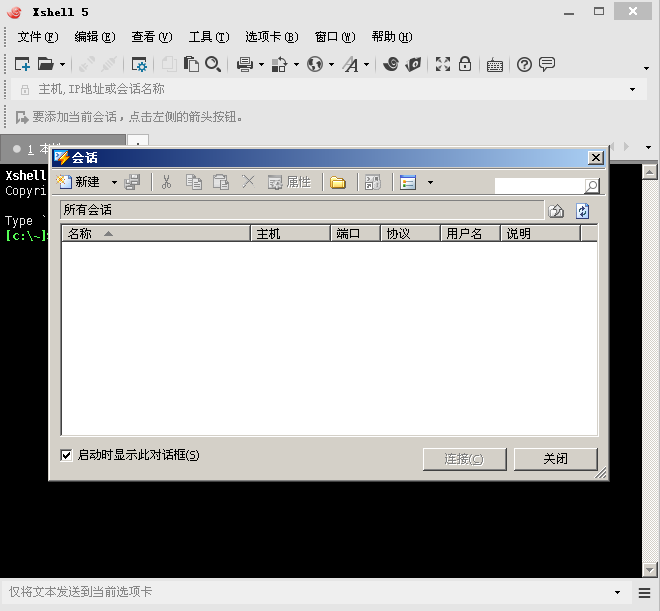 Xshell 5
文件(F) 编辑(E) 查看(V) 工具(T) 选项卡(B) 窗口(W) 帮助(H)
主机,IP地址或会话名称
要添加当前会话，点击左侧的箭头按钮。
1 本
会话
Xshell
新建 属性
Copyri
所有会话
Type `
[c:\~]
名称 主机 端口 协议 用户名 说明
启动时显示此对话框(S) 连接(C) 关闭
仅将文本发送到当前选项卡